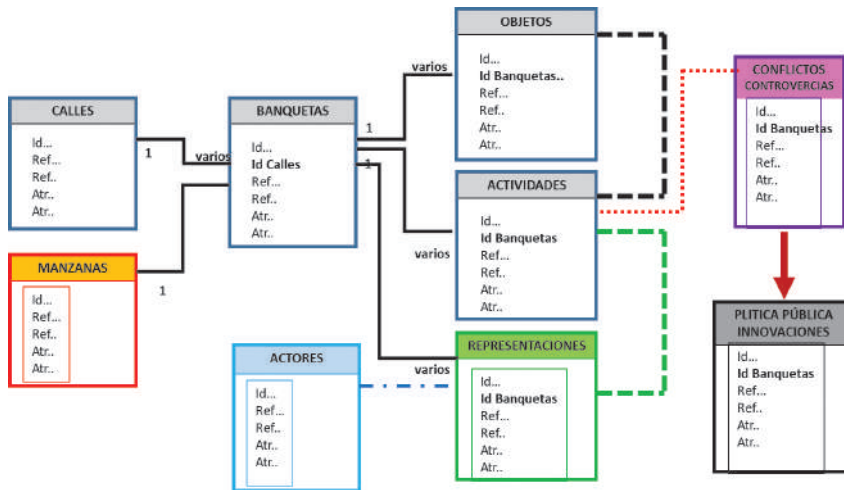 CALLES
Id...
Ref...
Ref..
Atr..
Atr..
1
MANZANAS
Id...
Ref...
Ref..
Atr..
Atr..
1
varios
BANQUETAS
Id...
Id Calles
Ref...
Ref..
Atr..
Atr..
1
1
ACTORES
Id...
Ref...
Ref..
Atr..
Atr..
varios
OBJETOS
Id...
Id Banquetas..
Ref...
Ref..
Atr..
Atr..
varios
ACTIVIDADES
Id...
Id Banquetas
Ref...
Ref..
Atr..
Atr..
varios
REPRESENTACIONES
Id...
Id Banquetas
Ref...
Ref..
Atr..
Atr..
CONFLICTOS
CONTROVERCIAS
Id...
Id Banquetas
Ref...
Ref..
Atr..
Atr..
PLITICA PÚBLICA
INNOVACIONES
Id...
Id Banquetas
Ref...
Ref..
Atr..
Atr..